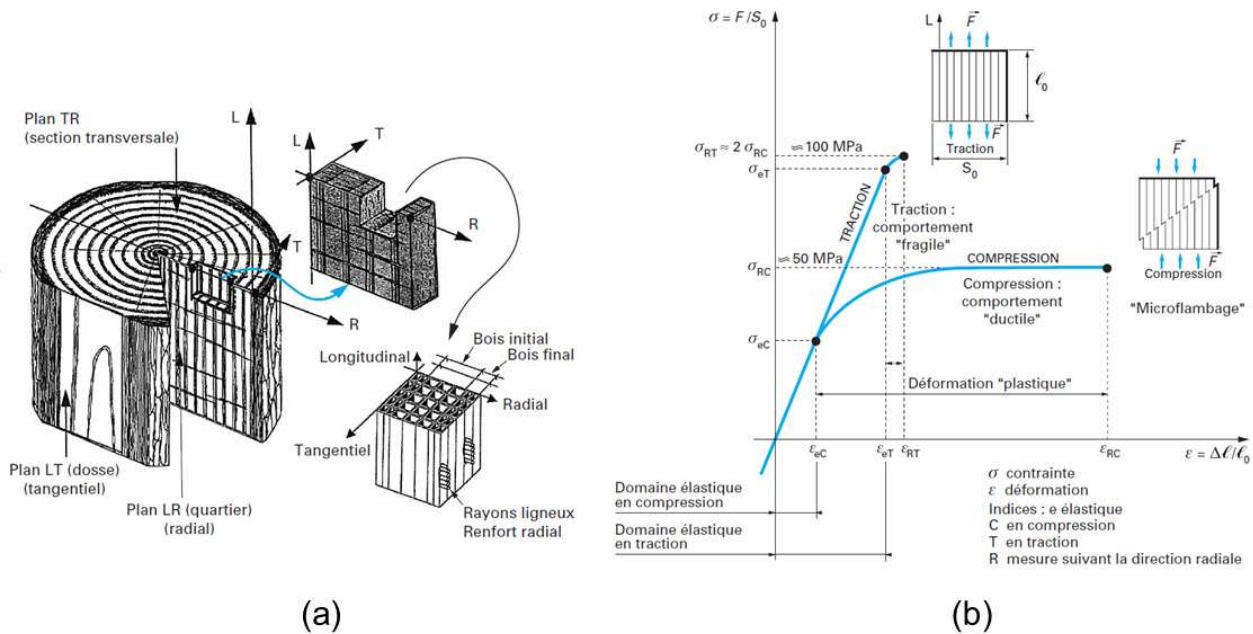 Plan TR
(section transversale)
L
T
R
Plan LT (dosse)
(tangentiel)
Plan LR (quartier)
(radial)
L
T
R
Bois initial
Bois final
Longitudinal
Radial
Tangentiel
Rayons ligneux
Renfort radial
(a)
σ = F/S₀
L
F
ℓ₀
F
Traction
S₀
σRT ≈ 2 σRC
≈ 100 MPa
σeT
TRACTION
Traction :
comportement
"fragile"
F
F
Compression
"Microflambage"
σRC
≈ 50 MPa
COMPRESSION
Compression :
comportement
"ductile"
σeC
Déformation "plastique"
εeC
εeT
εRT
εRC
ε = Δℓ/ℓ₀
Domaine élastique
en compression
Domaine élastique
en traction
σ contrainte
ε déformation
Indices : e élastique
C en compression
T en traction
R mesure suivant la direction radiale
(b)